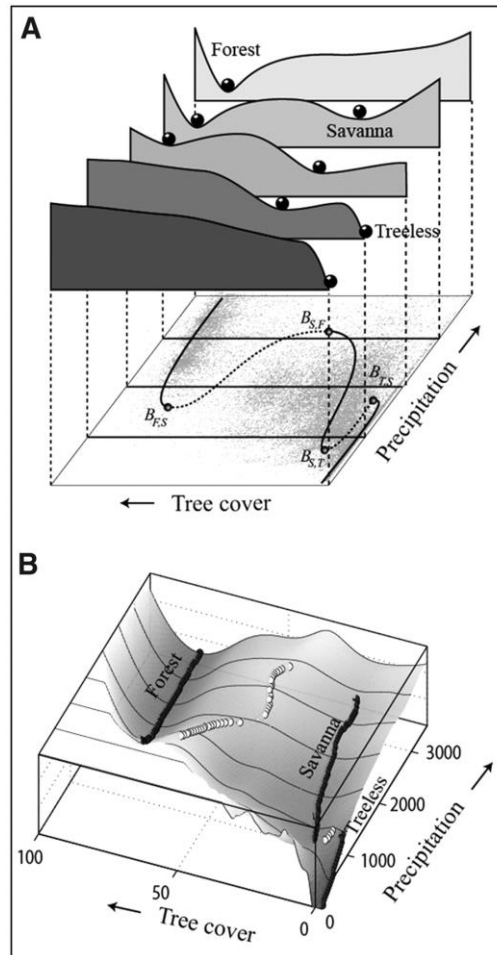 A
Forest
Savanna
Treeless
B_{S,F}
B_{T,S}
B_{F,S}
B_{S,T}
Precipitation
← Tree cover
B
Forest
Savanna
Treeless
3000
2000
1000
0
0
50
100
Precipitation
← Tree cover